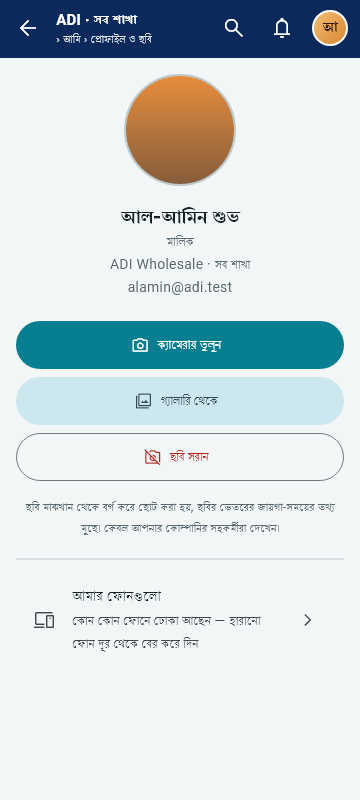 ADI · সব শাখা
› আমি › প্রোফাইল ও ছবি
আ
আল-আমিন শুভ
মালিক
ADI Wholesale · সব শাখা
alamin@adi.test
ক্যামেরায় তুলুন
গ্যালারি থেকে
ছবি সরান
ছবি মাঝখান থেকে বর্গ করে ছোট করা হয়, ছবির ভেতরের জায়গা-সময়ের তথ্য
মুছে। কেবল আপনার কোম্পানির সহকর্মীরা দেখেন।
আমার ফোনগুলো
কোন কোন ফোনে ঢোকা আছেন — হারানো
ফোন দূর থেকে বের করে দিন